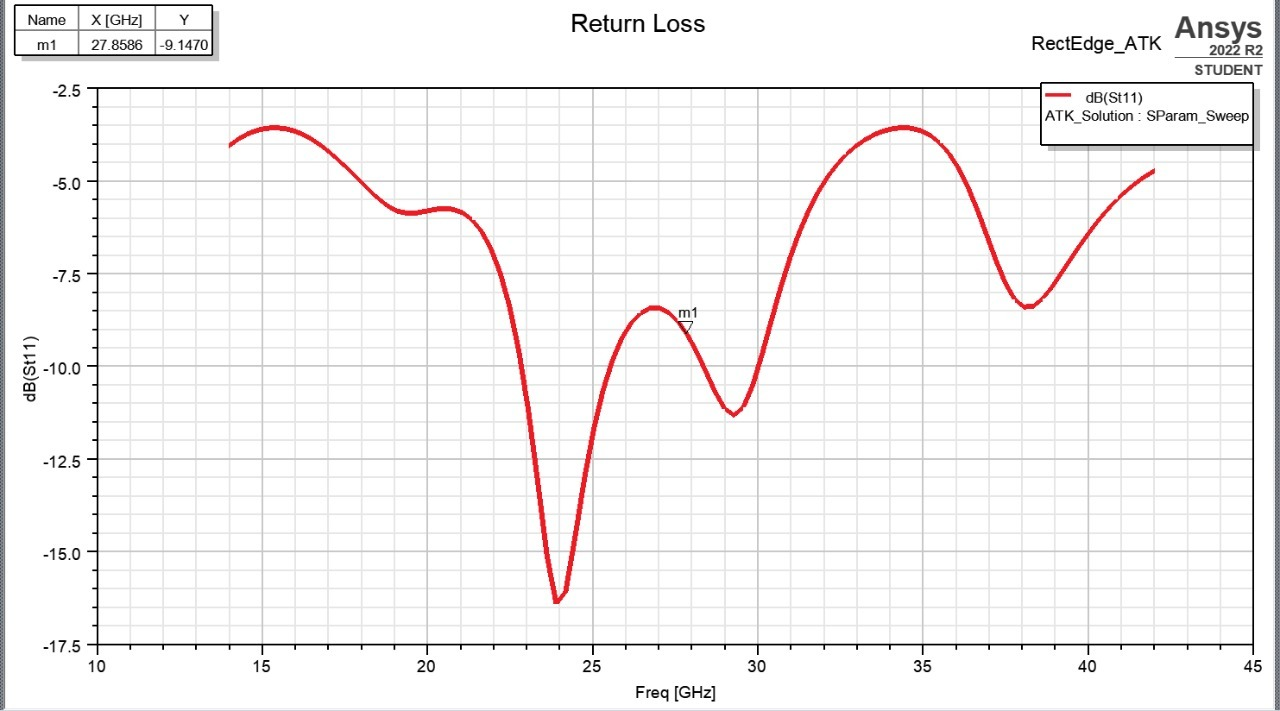 Name X [GHz] Y
m1 27.8586 -9.1470
Return Loss
RectEdge_ATK
Ansys
2022 R2
STUDENT
dB(St11)
ATK_Solution : SParam_Sweep
-2.5
-5.0
-7.5
-10.0
-12.5
-15.0
-17.5
dB(St11)
m1
10 15 20 25 30 35 40 45
Freq [GHz]